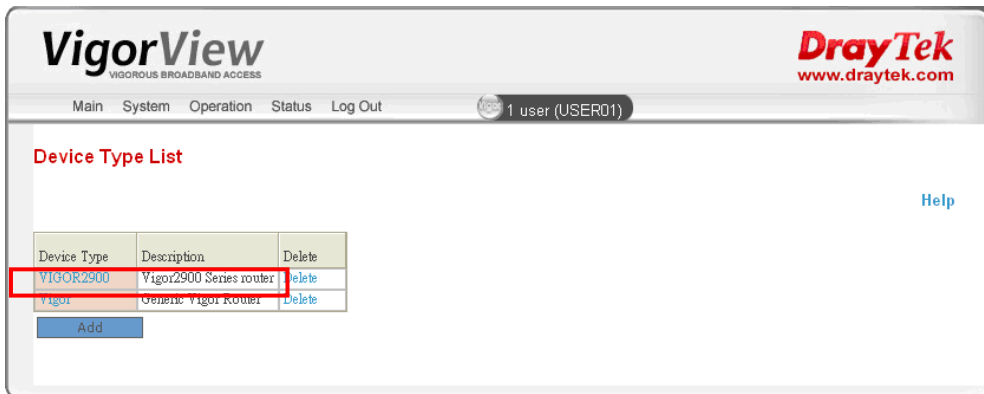 VigorView
VIGOROUS BROADBAND ACCESS
DrayTek
www.draytek.com
Main System Operation Status Log Out
Vigor 1 user (USER01)
Device Type List
Help
Device Type Description Delete
VIGOR2900 Vigor2900 Series router Delete
Vigor Generic Vigor Router Delete
Add